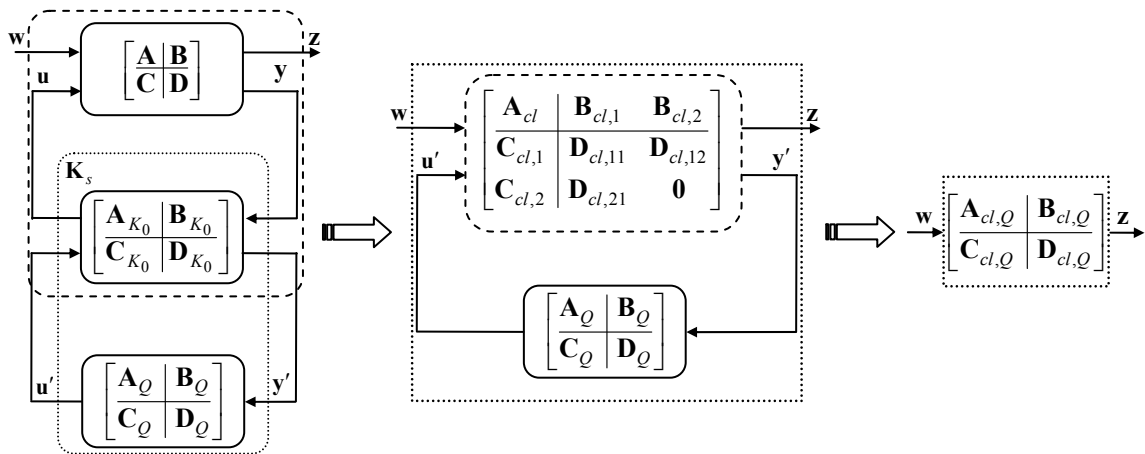 w
z
A | B
C | D
u
y
K_s
A_{K_0} | B_{K_0}
C_{K_0} | D_{K_0}
u′
y′
A_Q | B_Q
C_Q | D_Q
w
z
A_{cl} | B_{cl,1} B_{cl,2}
C_{cl,1} | D_{cl,11} D_{cl,12}
C_{cl,2} | D_{cl,21} 0
u′
y′
A_Q | B_Q
C_Q | D_Q
w
z
A_{cl,Q} | B_{cl,Q}
C_{cl,Q} | D_{cl,Q}